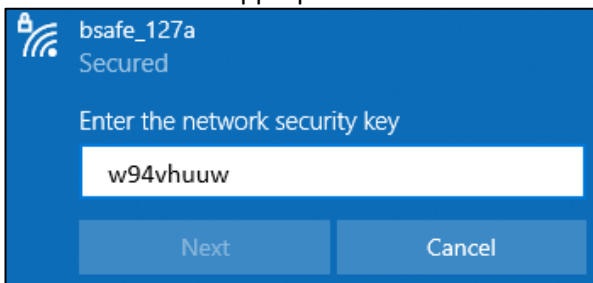 bsafe_127a
Secured
Enter the network security key
w94vhuuw
Next
Cancel